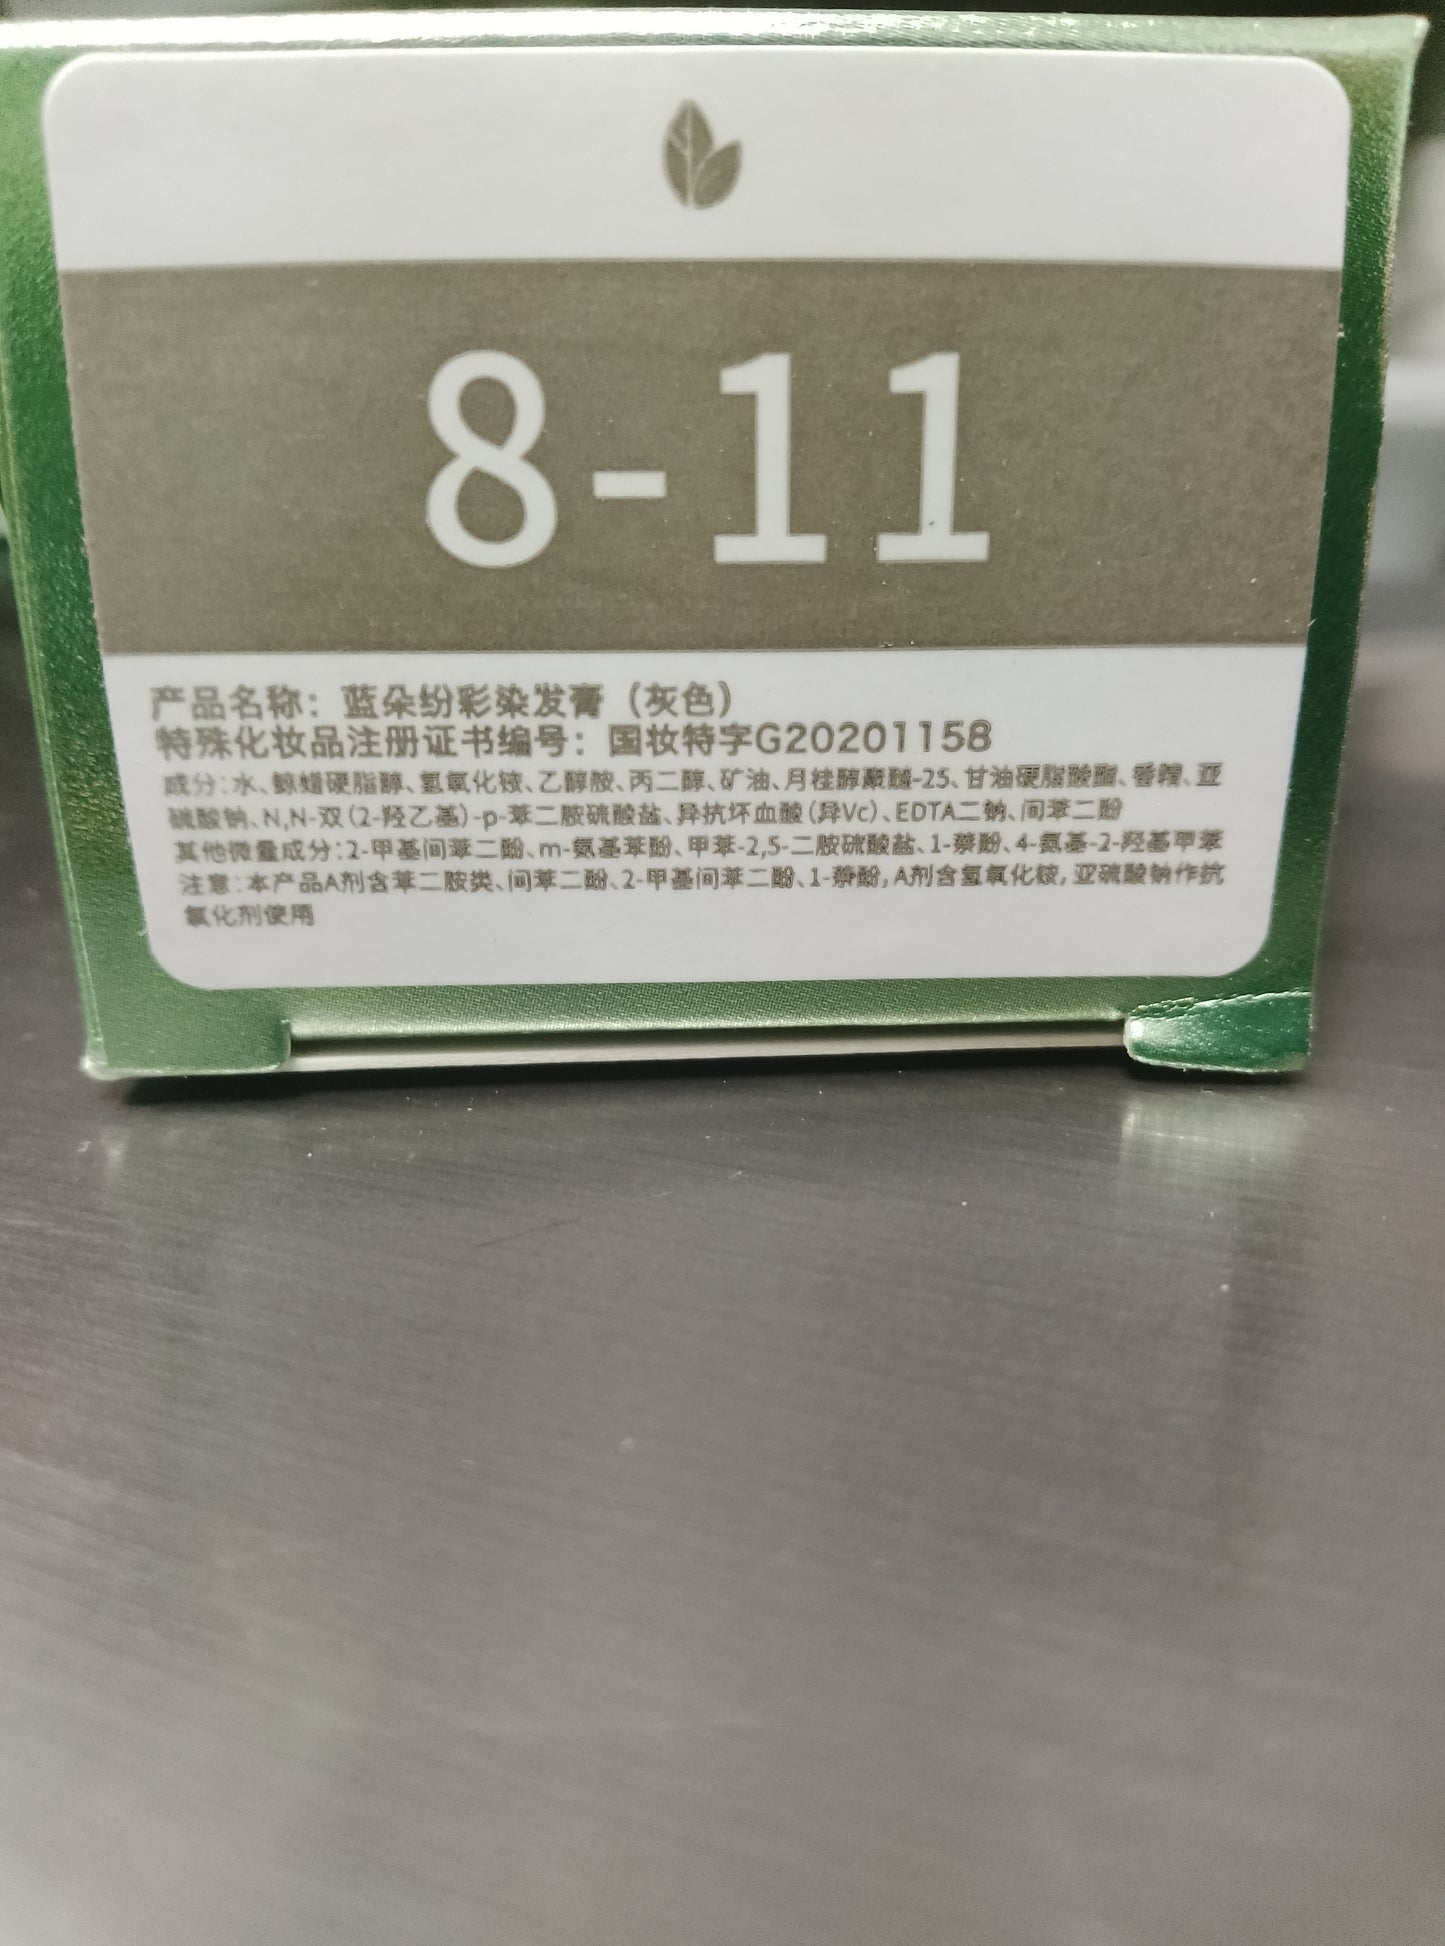 8-11
产品名称：蓝朵纷彩染发膏（灰色）
特殊化妆品注册证书编号：国妆特字G20201158
成分：水、鲸蜡硬脂醇、氢氧化铵、乙醇胺、丙二醇、矿油、月桂醇聚醚-25、甘油硬脂酸酯、香精、亚
硫酸钠、N,N-双(2-羟乙基)-p-苯二胺硫酸盐、异抗坏血酸(异Vc)、EDTA二钠、间苯二酚
其他微量成分：2-甲基间苯二酚、m-氨基苯酚、甲苯-2,5-二胺硫酸盐、1-萘酚、4-氨基-2-羟基甲苯
注意：本产品A剂含苯二胺类、间苯二酚、2-甲基间苯二酚、1-萘酚，A剂含氢氧化铵，亚硫酸钠作抗
氧化剂使用